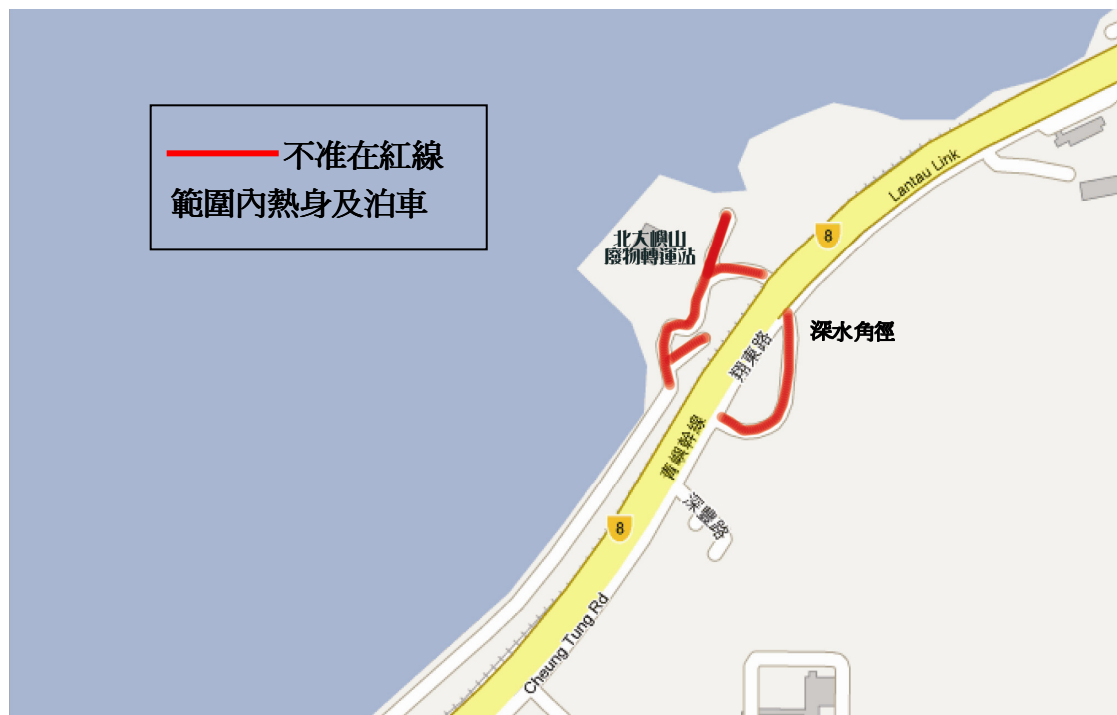 不准在紅線
範圍內熱身及泊車
Lantau Link
8
北大嶼山
廢物轉運站
深水角徑
翔東路
青嶼幹線
深豐路
8
Cheung Tung Rd